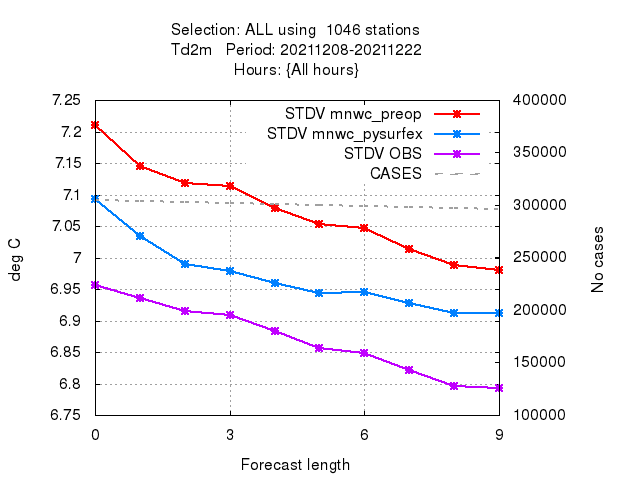 Selection: ALL using  1046 stations
Td2m   Period: 20211208-20211222
Hours: {All hours}
7.25
7.2
7.15
7.1
7.05
7
6.95
6.9
6.85
6.8
6.75
400000
350000
300000
250000
200000
150000
100000
STDV mnwc_preop
STDV mnwc_pysurfex
STDV OBS
CASES
deg C
No cases
0
3
6
9
Forecast length